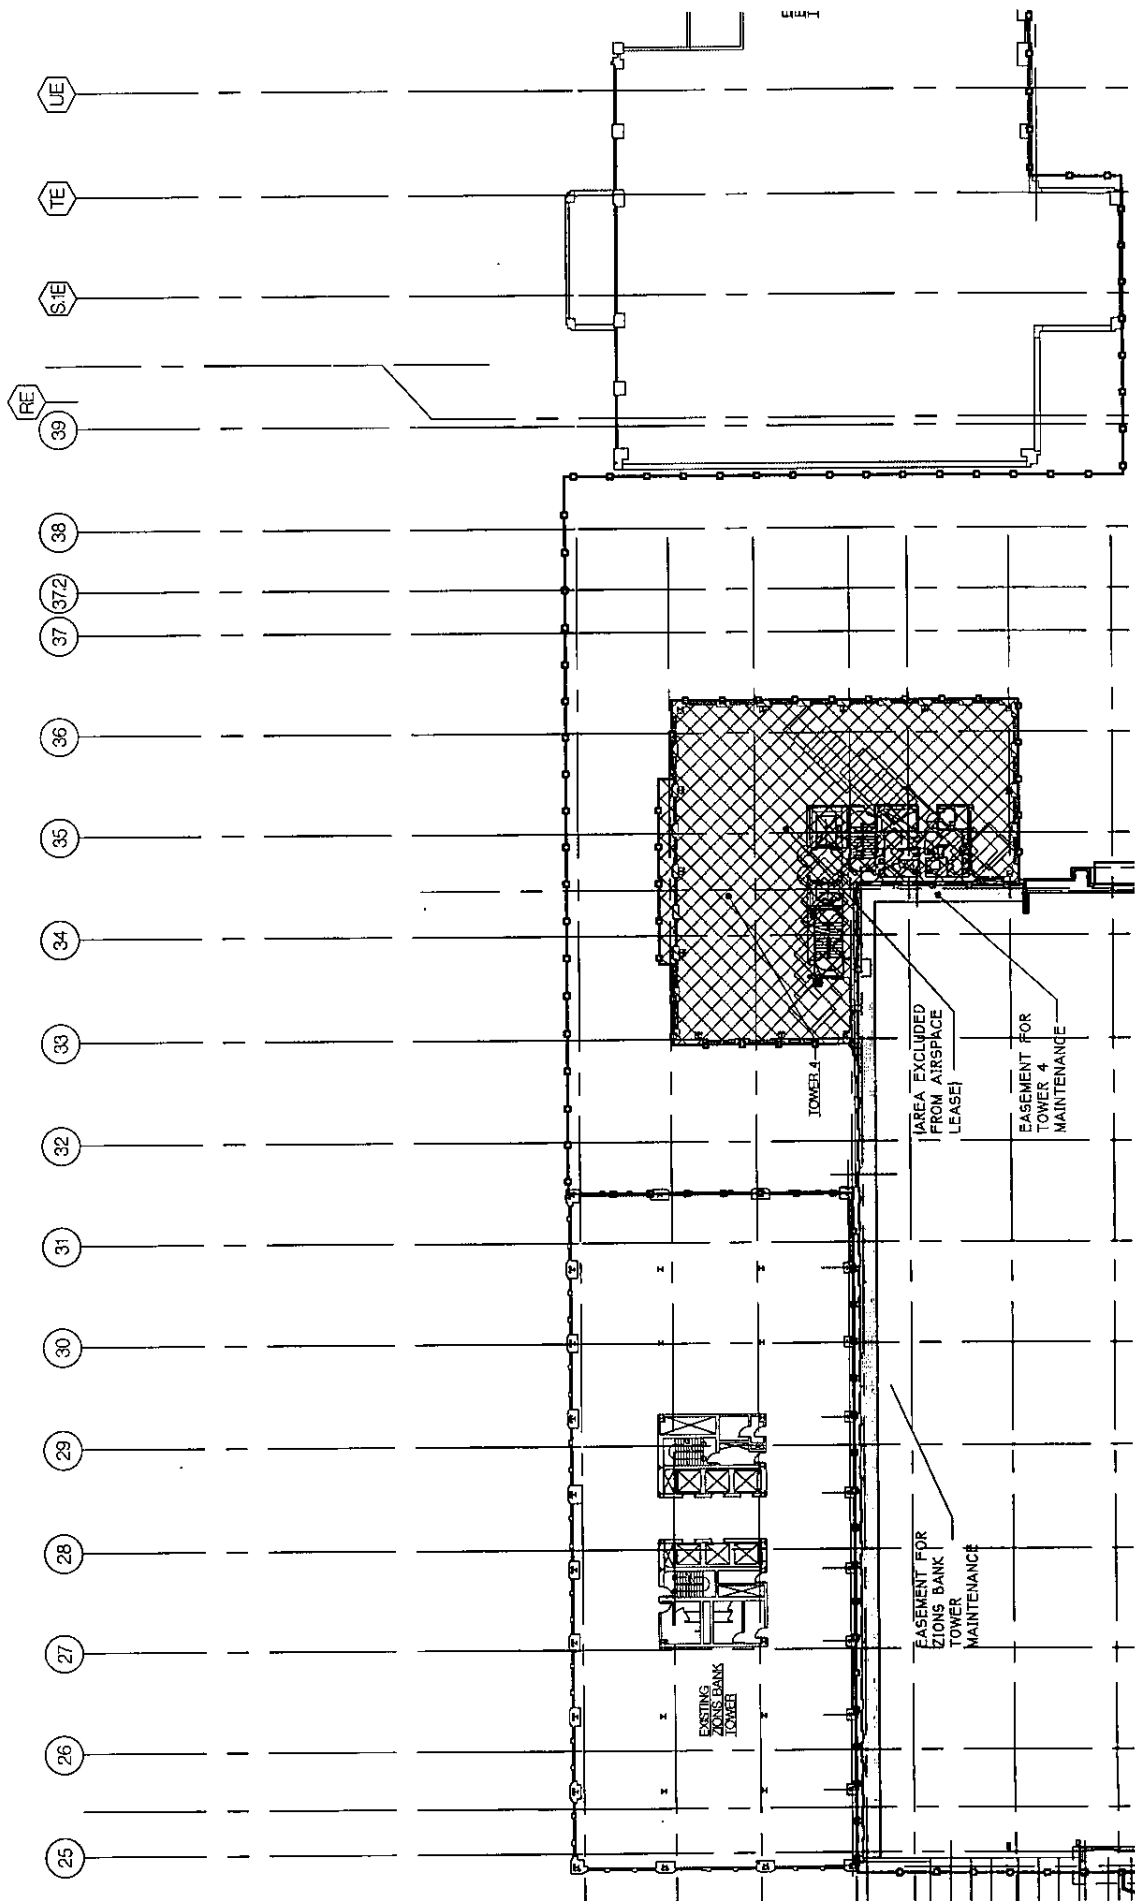 UE
TE
S.1E
RE
39
38
37.2
37
36
35
34
33
32
31
30
29
28
27
26
25
TOWER 4
(AREA EXCLUDED
FROM AIRSPACE
LEASE)
EASEMENT FOR
TOWER 4
MAINTENANCE
EXISTING
ZIONS BANK
TOWER
EASEMENT FOR
ZIONS BANK
TOWER
MAINTENANCE